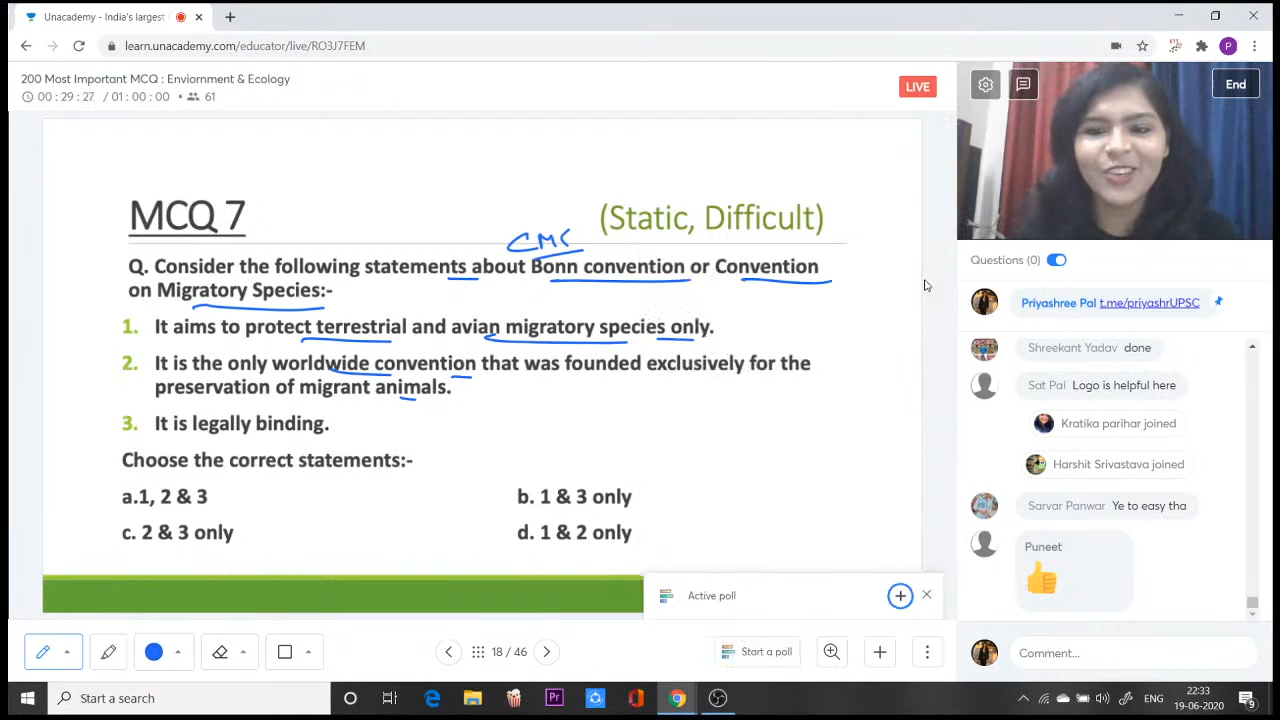 Unacademy - India's largest
learn.unacademy.com/educator/live/RO3J7FEM
200 Most Important MCQ : Enviornment & Ecology
00 : 29 : 27 / 01 : 00 : 00 • 61
LIVE
End
MCQ 7 (Static, Difficult)
CMS
Q. Consider the following statements about Bonn convention or Convention
on Migratory Species:-
1. It aims to protect terrestrial and avian migratory species only.
2. It is the only worldwide convention that was founded exclusively for the
preservation of migrant animals.
3. It is legally binding.
Choose the correct statements:-
a.1, 2 & 3 b. 1 & 3 only
c. 2 & 3 only d. 1 & 2 only
Active poll
18 / 46
Start a poll
Questions (0)
Priyashree Pal t.me/priyashrUPSC
Shreekant Yadav done
Sat Pal Logo is helpful here
Kratika parihar joined
Harshit Srivastava joined
Sarvar Panwar Ye to easy tha
Puneet
Comment...
Start a search
ENG
22:33
19-06-2020